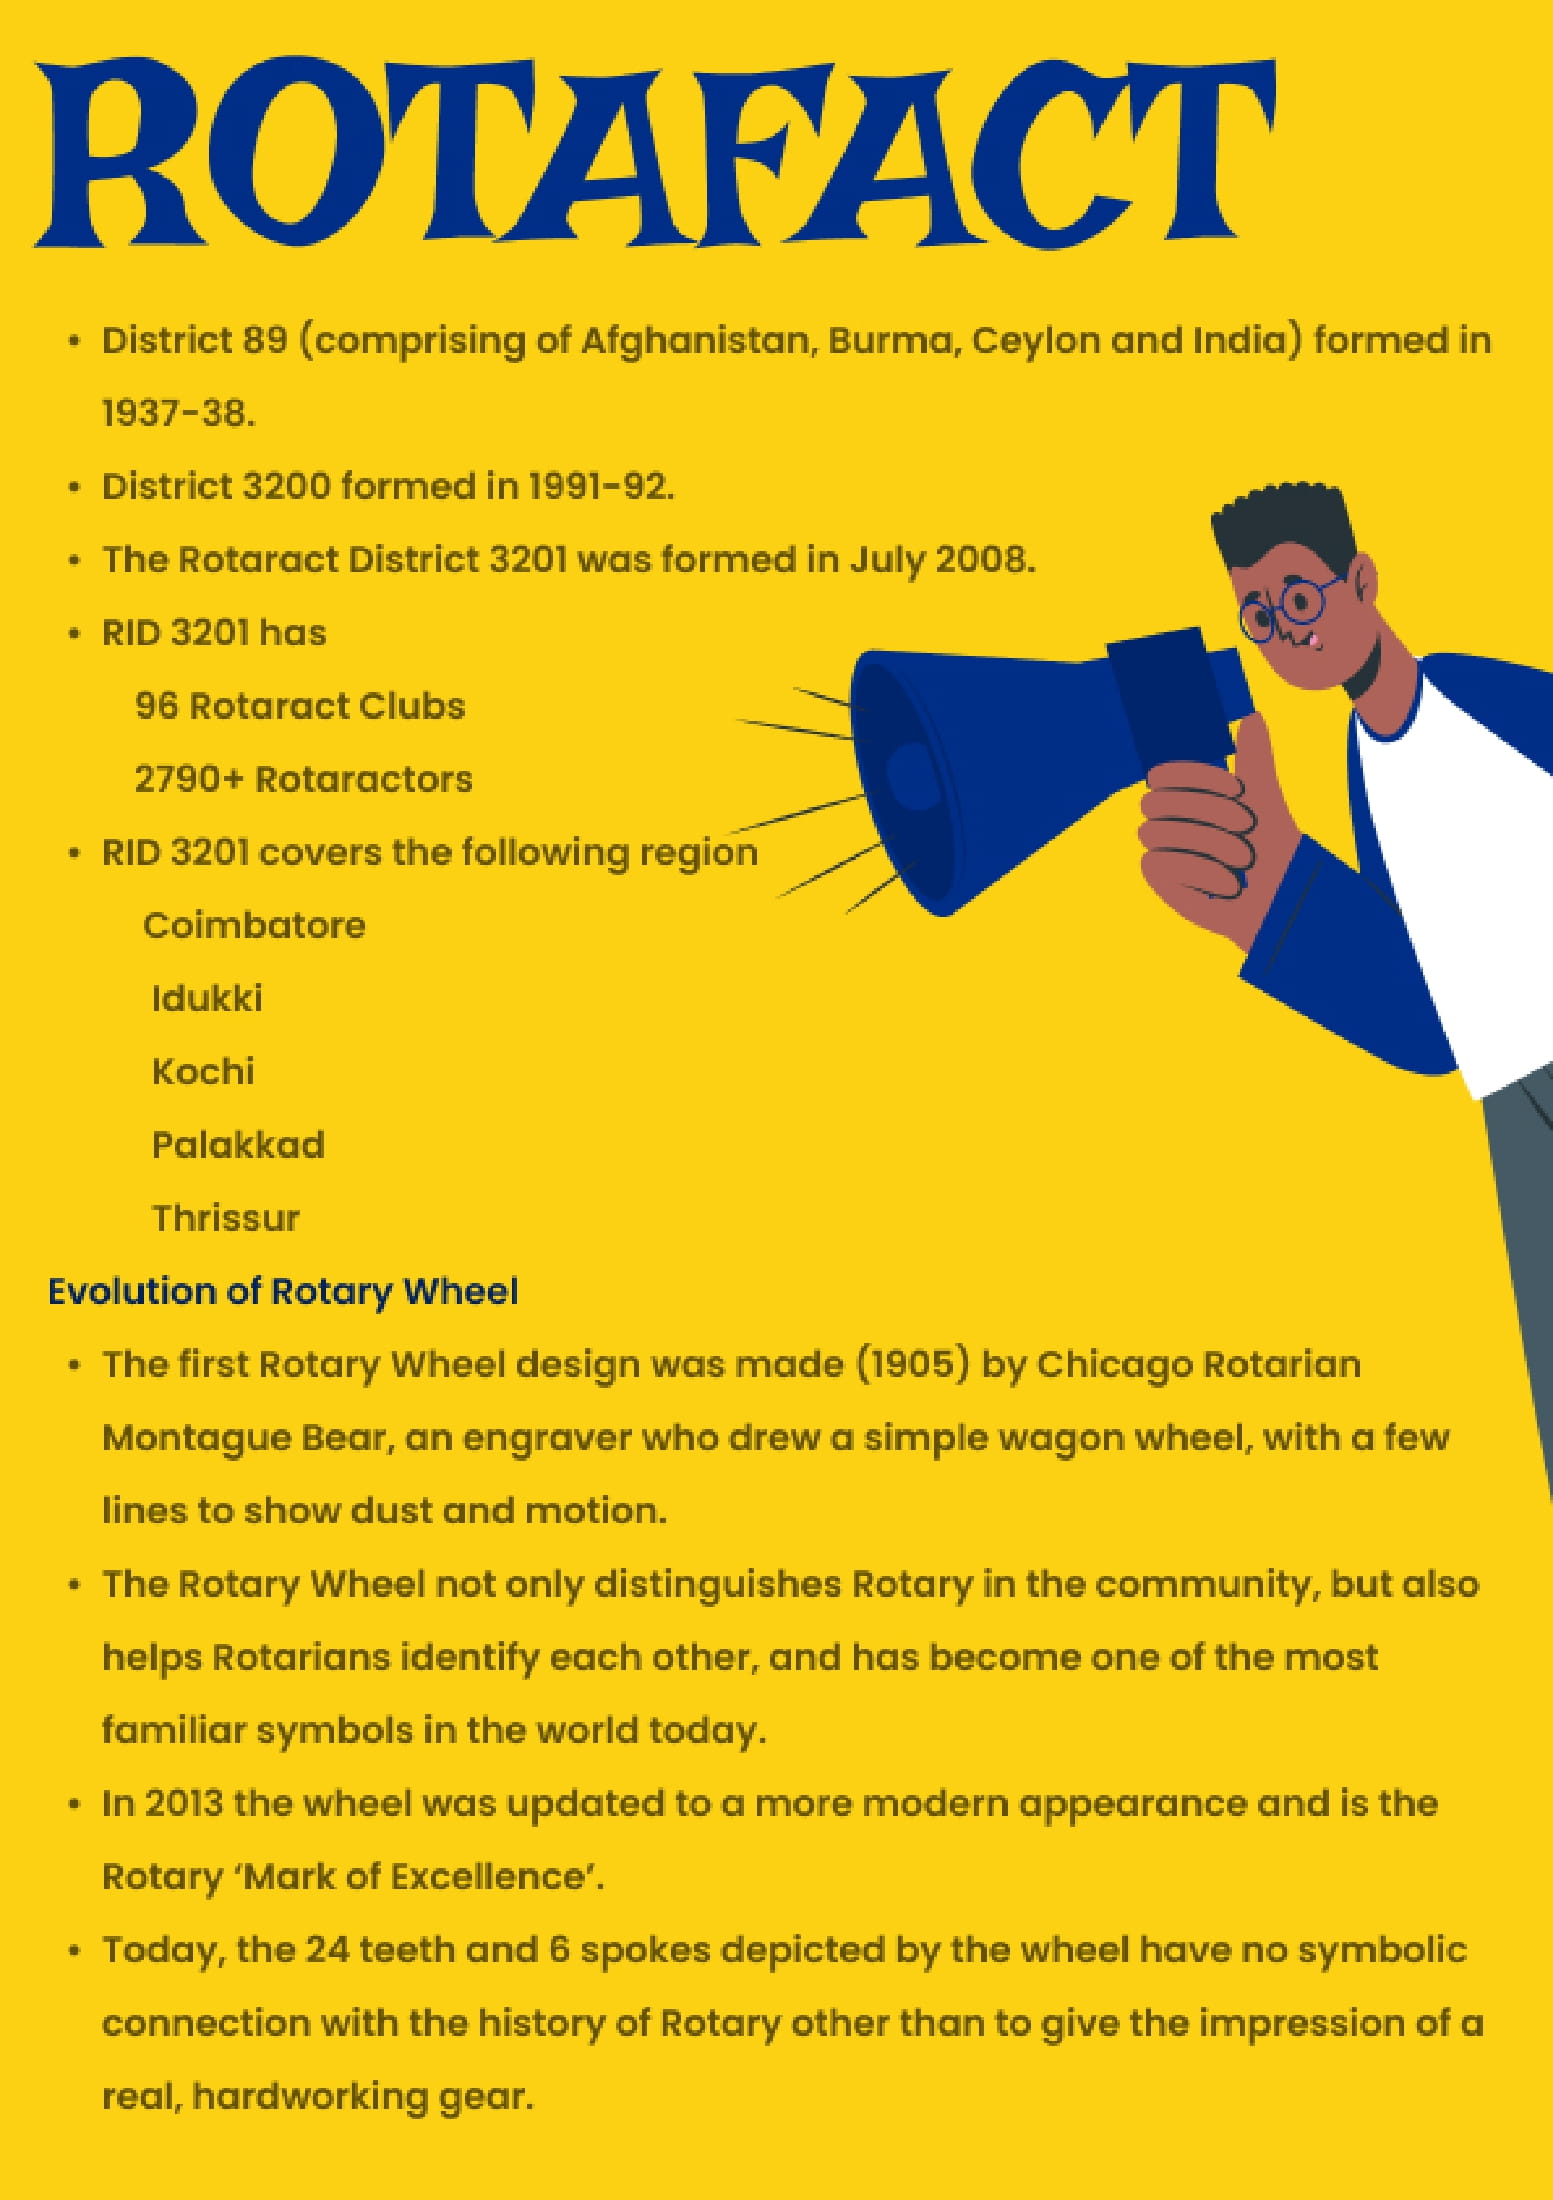 ROTAFACT
• District 89 (comprising of Afghanistan, Burma, Ceylon and India) formed in
1937-38.
• District 3200 formed in 1991-92.
• The Rotaract District 3201 was formed in July 2008.
• RID 3201 has
96 Rotaract Clubs
2790+ Rotaractors
• RID 3201 covers the following region
Coimbatore
Idukki
Kochi
Palakkad
Thrissur
Evolution of Rotary Wheel
• The first Rotary Wheel design was made (1905) by Chicago Rotarian
Montague Bear, an engraver who drew a simple wagon wheel, with a few
lines to show dust and motion.
• The Rotary Wheel not only distinguishes Rotary in the community, but also
helps Rotarians identify each other, and has become one of the most
familiar symbols in the world today.
• In 2013 the wheel was updated to a more modern appearance and is the
Rotary ‘Mark of Excellence’.
• Today, the 24 teeth and 6 spokes depicted by the wheel have no symbolic
connection with the history of Rotary other than to give the impression of a
real, hardworking gear.